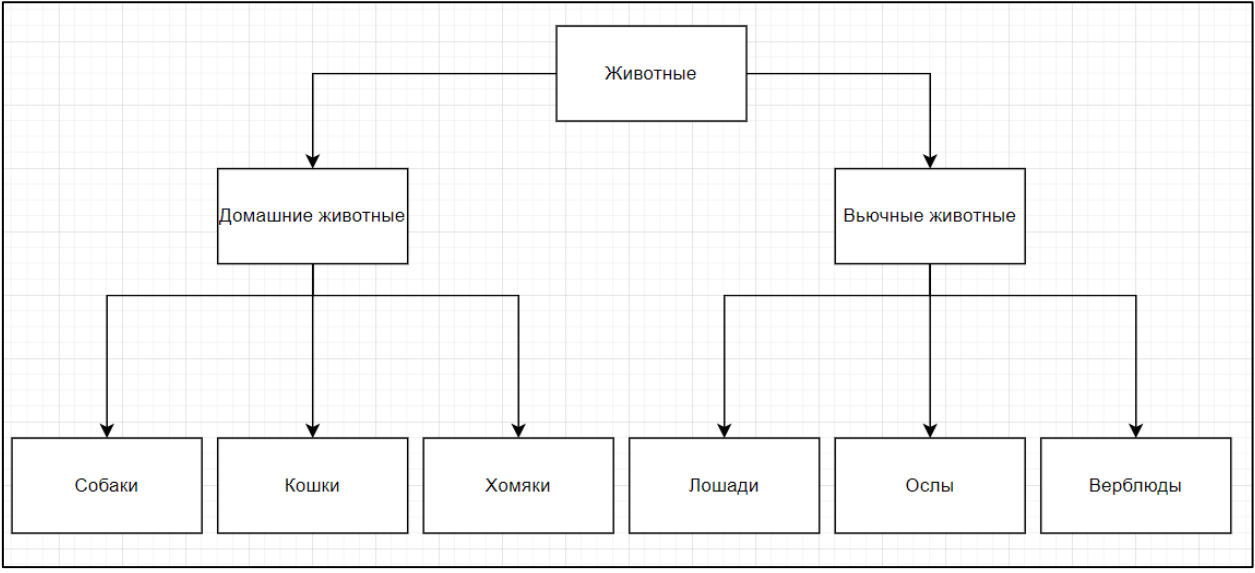 Животные
Домашние животные
Вьючные животные
Собаки
Кошки
Хомяки
Лошади
Ослы
Верблюды